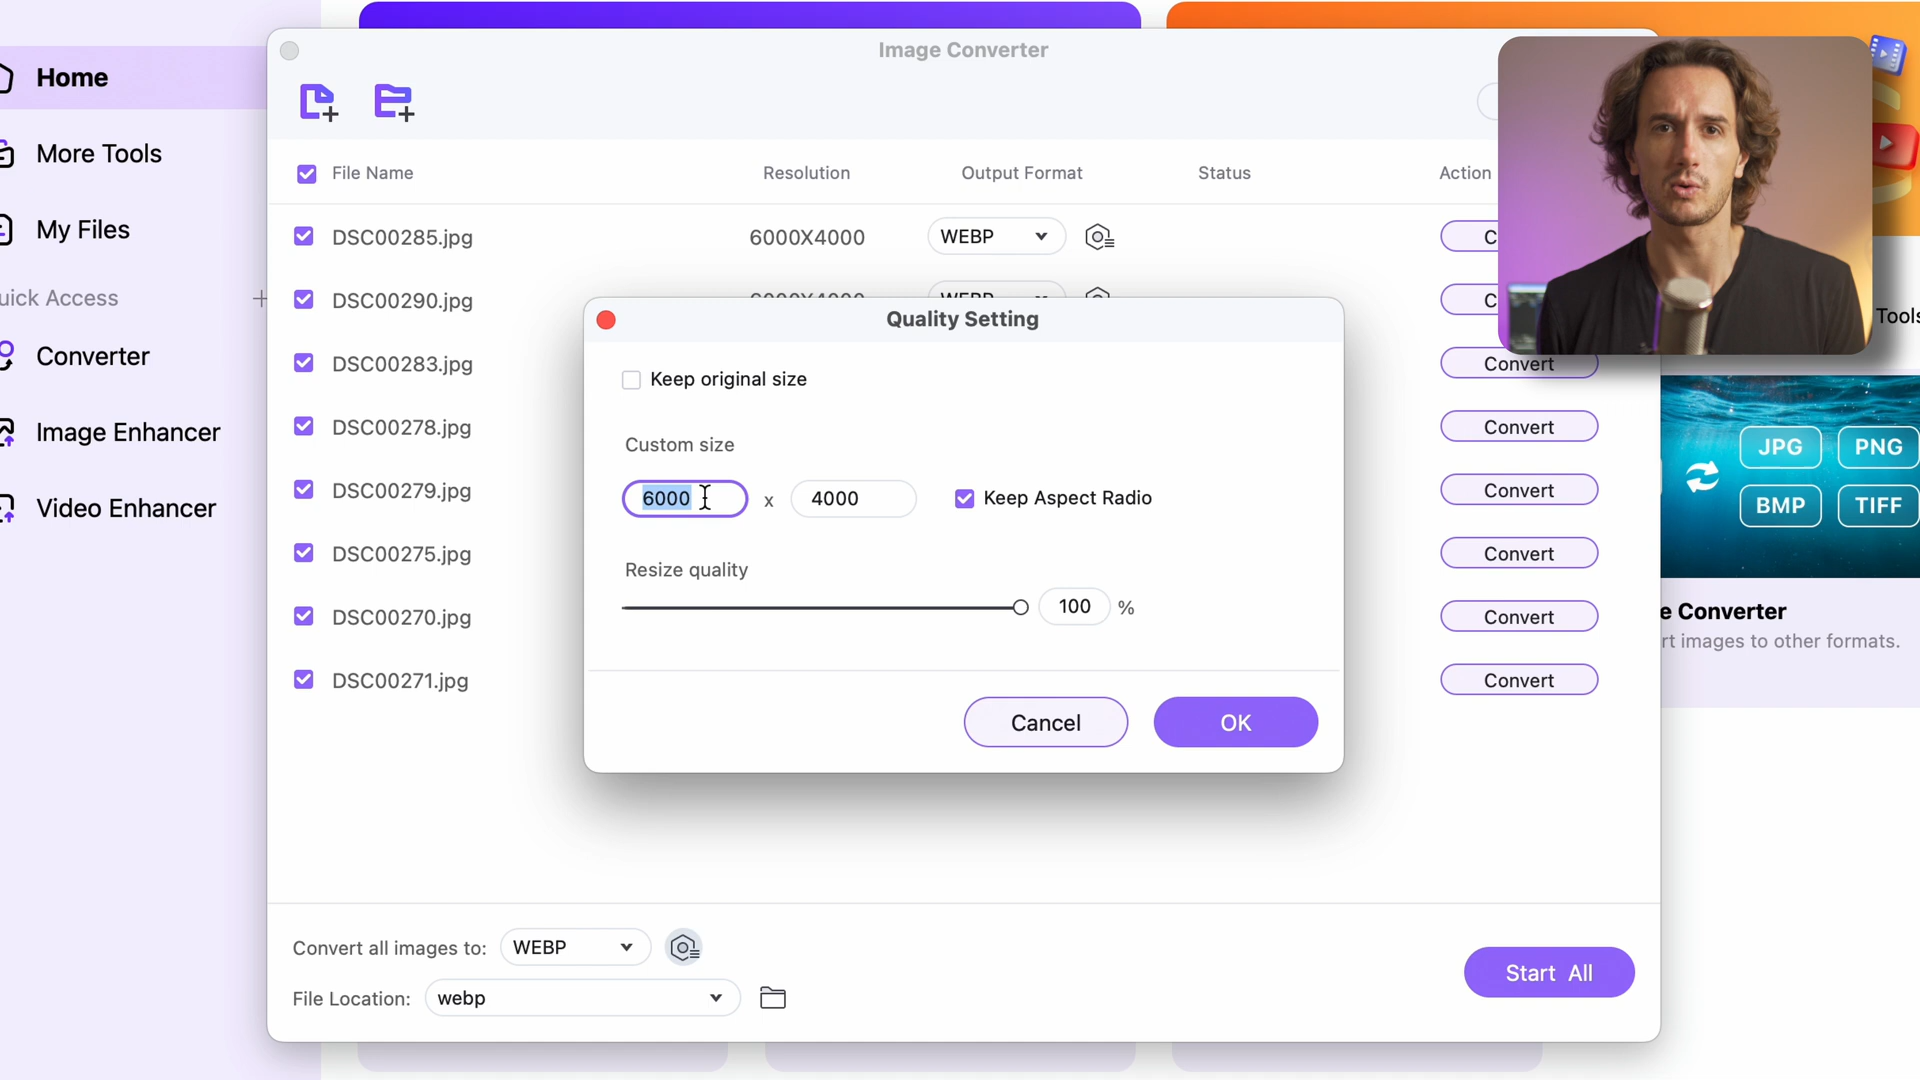 Image Converter
Home
More Tools
My Files
uick Access
Converter
Image Enhancer
Video Enhancer
File Name
Resolution
Output Format
Status
Action
DSC00285.jpg
6000X4000
WEBP
C
DSC00290.jpg
6000X4000
WEBP
C
DSC00283.jpg
Convert
DSC00278.jpg
Convert
DSC00279.jpg
Convert
DSC00275.jpg
Convert
DSC00270.jpg
Convert
DSC00271.jpg
Convert
Quality Setting
Keep original size
Custom size
6000 x 4000
Keep Aspect Radio
Resize quality
100 %
Cancel
OK
Convert all images to: WEBP
File Location: webp
Start All
Tools
JPG
PNG
BMP
TIFF
e Converter
rt images to other formats.